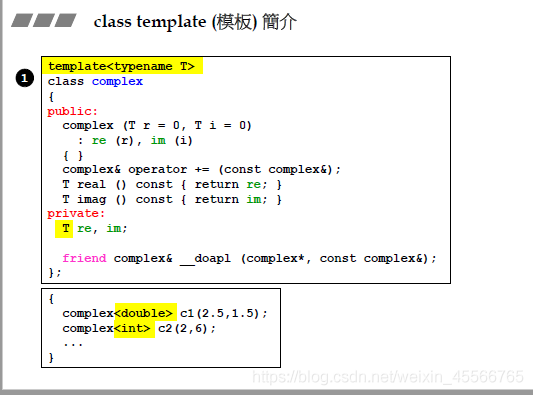 class template (模板) 簡介
1
template<typename T>
class complex
{
public:
  complex (T r = 0, T i = 0)
    : re (r), im (i)
  { }
  complex& operator += (const complex&);
  T real () const { return re; }
  T imag () const { return im; }
private:
  T re, im;

  friend complex& __doapl (complex*, const complex&);
};
{
  complex<double> c1(2.5,1.5);
  complex<int> c2(2,6);
  ...
}
https://blog.csdn.net/weixin_45566765